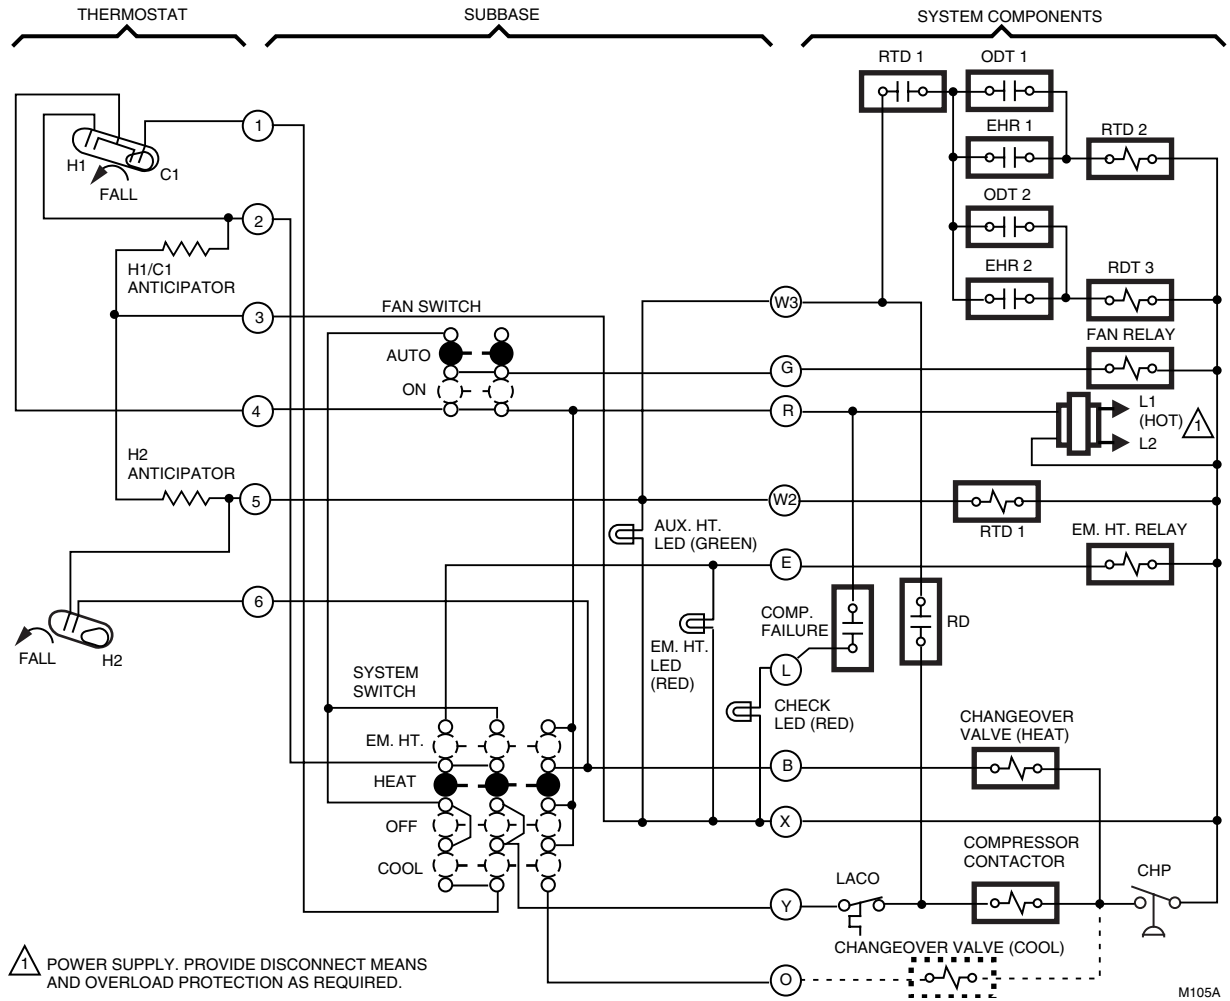 THERMOSTAT
SUBBASE
SYSTEM COMPONENTS
RTD 1
ODT 1
EHR 1
RTD 2
ODT 2
EHR 2
RDT 3
H1
C1
FALL
1
2
H1/C1
ANTICIPATOR
3
FAN SWITCH
AUTO
ON
W3
G
FAN RELAY
4
R
L1
(HOT)
1
L2
H2
ANTICIPATOR
5
W2
RTD 1
AUX. HT.
LED (GREEN)
E
EM. HT. RELAY
6
FALL
H2
EM. HT.
LED
(RED)
COMP.
FAILURE
RD
L
CHECK
LED (RED)
SYSTEM
SWITCH
EM. HT.
HEAT
OFF
COOL
B
CHANGEOVER
VALVE (HEAT)
X
COMPRESSOR
CONTACTOR
CHP
Y
LACO
CHANGEOVER VALVE (COOL)
O
1 POWER SUPPLY. PROVIDE DISCONNECT MEANS
AND OVERLOAD PROTECTION AS REQUIRED.
M105A